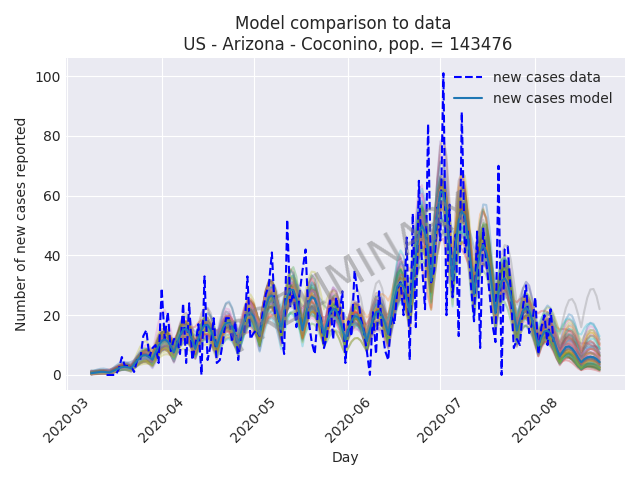 Model comparison to data
US - Arizona - Coconino, pop. = 143476
new cases data
new cases model
Number of new cases reported
100
80
60
40
20
0
2020-03
2020-04
2020-05
2020-06
2020-07
2020-08
Day